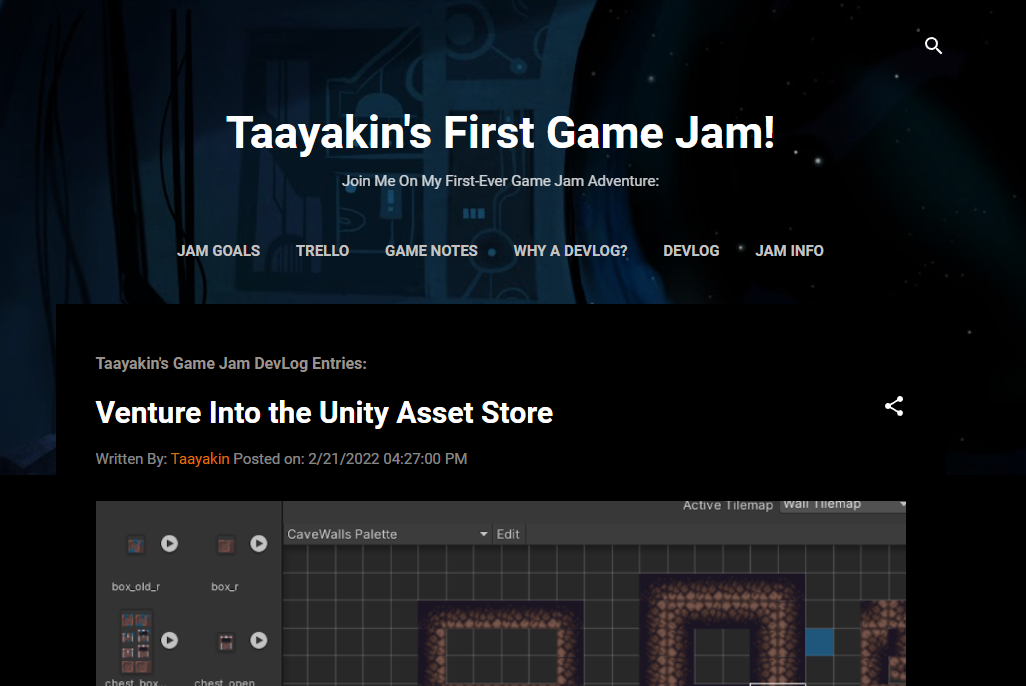 Taayakin's First Game Jam!
Join Me On My First-Ever Game Jam Adventure:
JAM GOALS TRELLO GAME NOTES WHY A DEVLOG? DEVLOG JAM INFO
Taayakin's Game Jam DevLog Entries:
Venture Into the Unity Asset Store
Written By: Taayakin Posted on: 2/21/2022 04:27:00 PM
Active Tilemap Wall Tilemap
CaveWalls Palette Edit
box_old_r box_r
chest_box chest_open